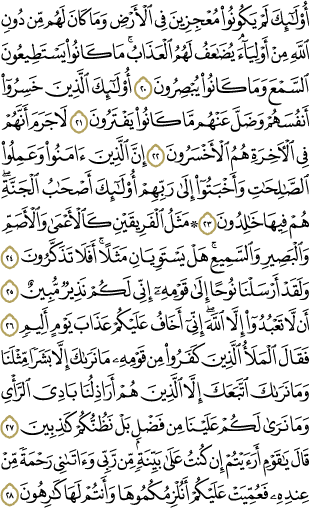 أُوْلَٰٓئِكَ لَمْ يَكُونُواْ مُعْجِزِينَ فِي ٱلْأَرْضِ وَمَا كَانَ لَهُم مِّن دُونِ
ٱللَّهِ مِنْ أَوْلِيَآءَۘ يُضَٰعَفُ لَهُمُ ٱلْعَذَابُۚ مَا كَانُواْ يَسْتَطِيعُونَ
ٱلسَّمْعَ وَمَا كَانُواْ يُبْصِرُونَ ٢٠ أُوْلَٰٓئِكَ ٱلَّذِينَ خَسِرُوٓاْ
أَنفُسَهُمْ وَضَلَّ عَنْهُم مَّا كَانُواْ يَفْتَرُونَ ٢١ لَا جَرَمَ أَنَّهُمْ
فِي ٱلْأٓخِرَةِ هُمُ ٱلْأَخْسَرُونَ ٢٢ إِنَّ ٱلَّذِينَ ءَامَنُواْ وَعَمِلُواْ
ٱلصَّٰلِحَٰتِ وَأَخْبَتُوٓاْ إِلَىٰ رَبِّهِمْ أُوْلَٰٓئِكَ أَصْحَٰبُ ٱلْجَنَّةِۖ
هُمْ فِيهَا خَٰلِدُونَ ٢٣ ۞ مَثَلُ ٱلْفَرِيقَيْنِ كَٱلْأَعْمَىٰ وَٱلْأَصَمِّ
وَٱلْبَصِيرِ وَٱلسَّمِيعِۚ هَلْ يَسْتَوِيَانِ مَثَلًاۚ أَفَلَا تَذَكَّرُونَ ٢٤
وَلَقَدْ أَرْسَلْنَا نُوحًا إِلَىٰ قَوْمِهِۦٓ إِنِّي لَكُمْ نَذِيرٌ مُّبِينٌ ٢٥
أَن لَّا تَعْبُدُوٓاْ إِلَّا ٱللَّهَۖ إِنِّيٓ أَخَافُ عَلَيْكُمْ عَذَابَ يَوْمٍ أَلِيمٍ ٢٦
فَقَالَ ٱلْمَلَأُ ٱلَّذِينَ كَفَرُواْ مِن قَوْمِهِۦ مَا نَرَىٰكَ إِلَّا بَشَرًا مِّثْلَنَا
وَمَا نَرَىٰكَ ٱتَّبَعَكَ إِلَّا ٱلَّذِينَ هُمْ أَرَاذِلُنَا بَادِيَ ٱلرَّأْيِ
وَمَا نَرَىٰ لَكُمْ عَلَيْنَا مِن فَضْلٍۭ بَلْ نَظُنُّكُمْ كَٰذِبِينَ ٢٧
قَالَ يَٰقَوْمِ أَرَءَيْتُمْ إِن كُنتُ عَلَىٰ بَيِّنَةٍ مِّن رَّبِّي وَءَاتَىٰنِي رَحْمَةً مِّنْ
عِندِهِۦ فَعُمِّيَتْ عَلَيْكُمْ أَنُلْزِمُكُمُوهَا وَأَنتُمْ لَهَا كَٰرِهُونَ ٢٨